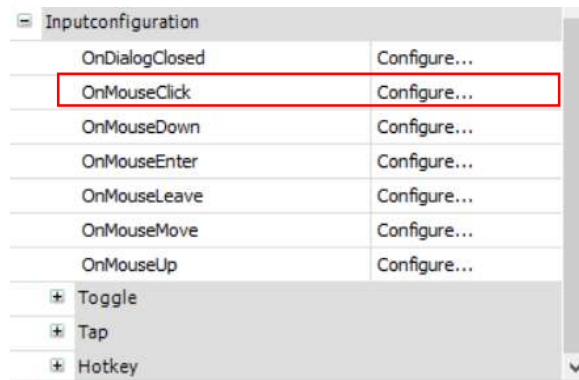 Inputconfiguration
OnDialogClosed Configure...
OnMouseClick Configure...
OnMouseDown Configure...
OnMouseEnter Configure...
OnMouseLeave Configure...
OnMouseMove Configure...
OnMouseUp Configure...
Toggle
Tap
Hotkey